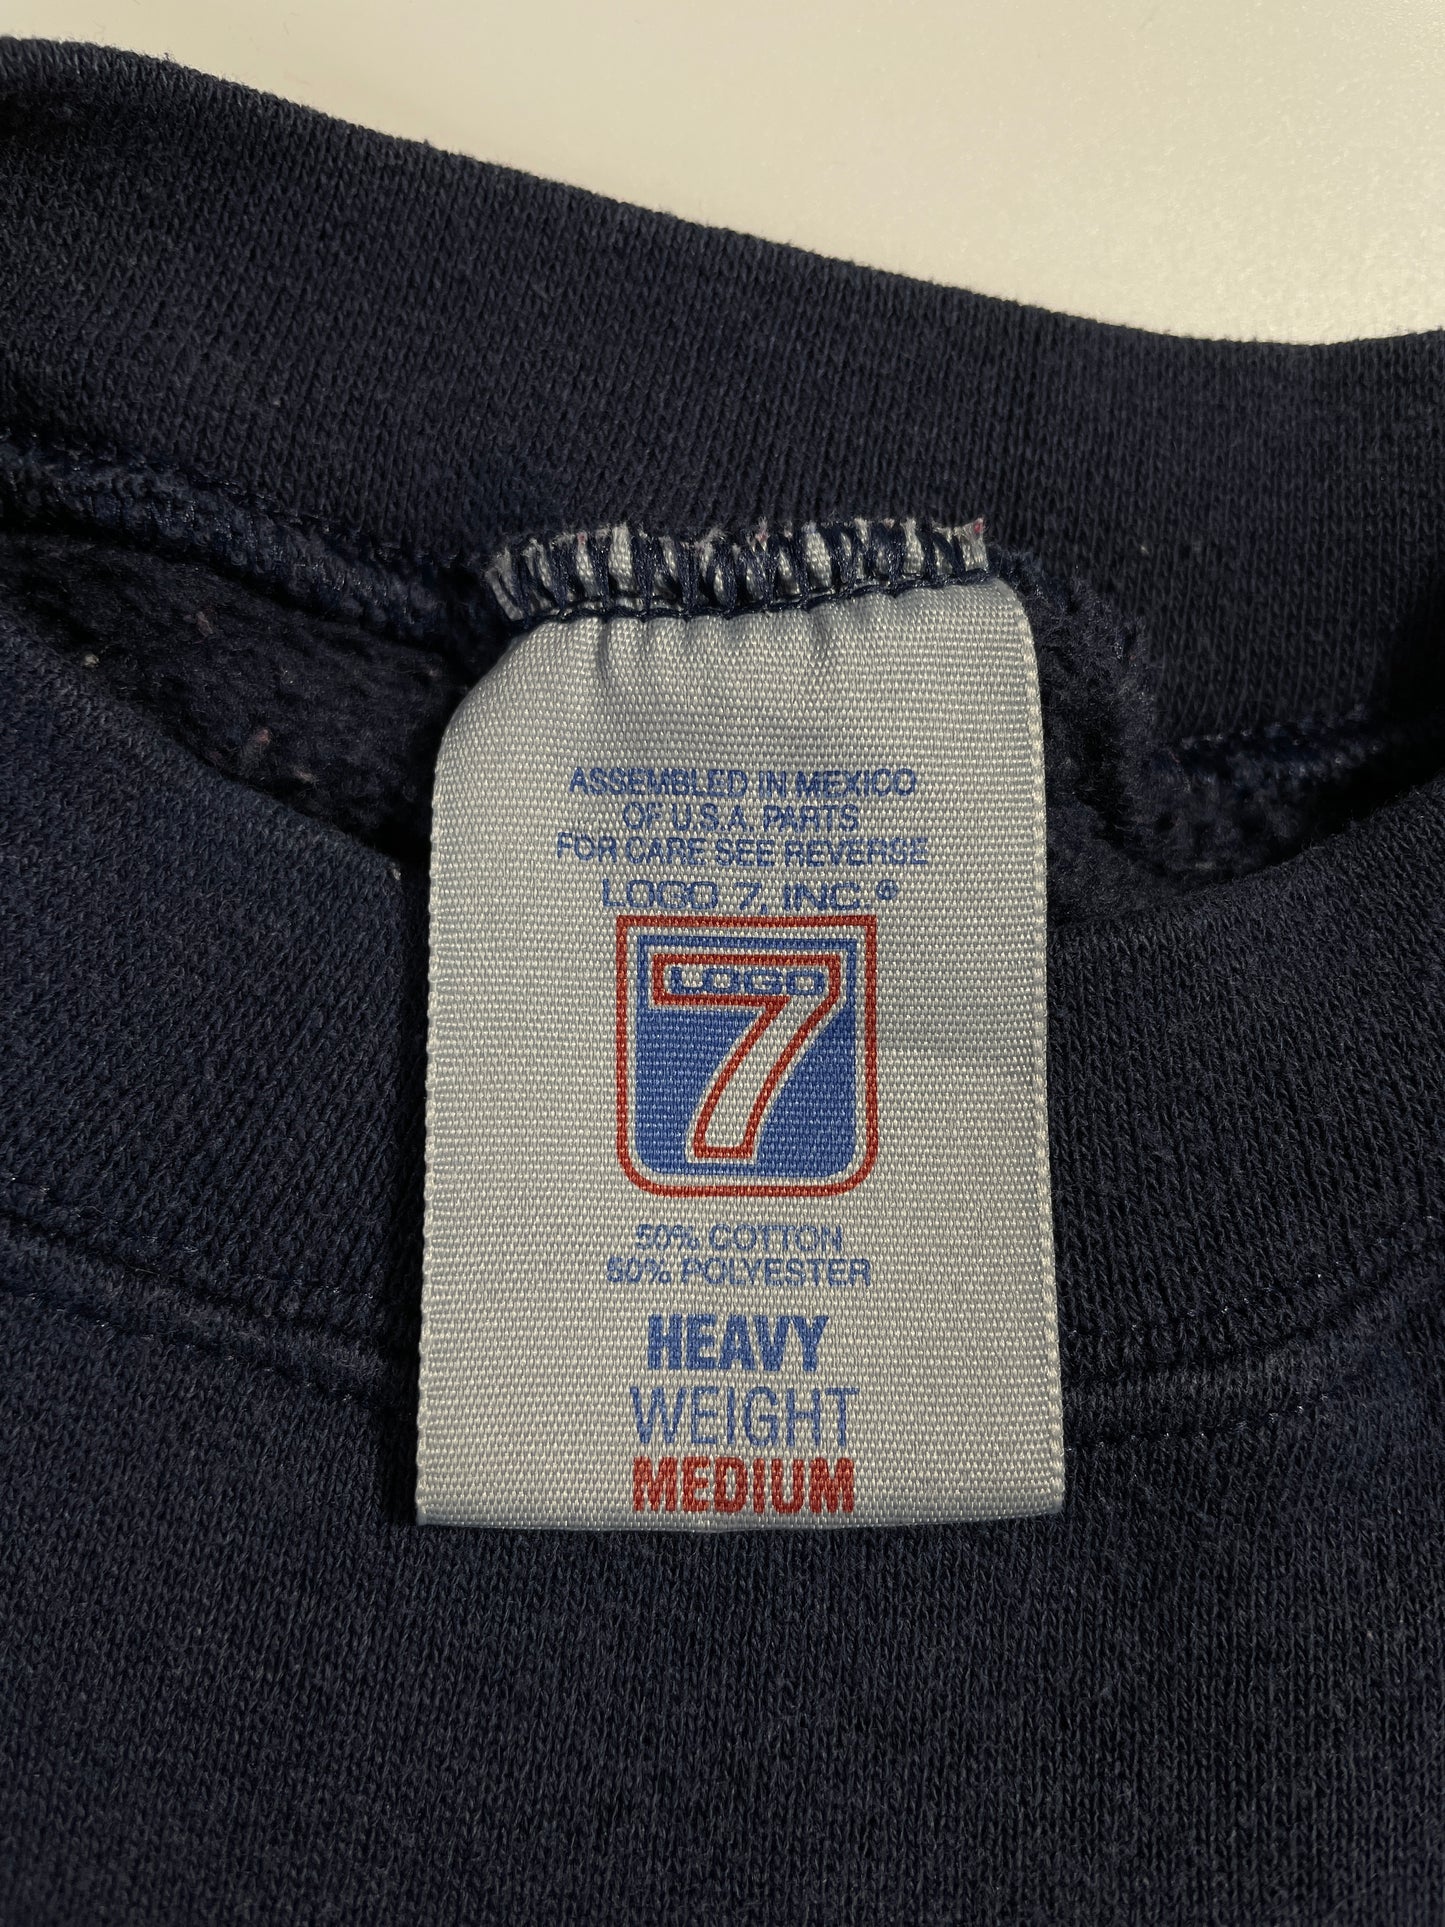 ASSEMBLED IN MEXICO
OF U.S.A. PARTS
FOR CARE SEE REVERSE
LOGO 7, INC.®
LOGO
7
50% COTTON
50% POLYESTER
HEAVY
WEIGHT
MEDIUM